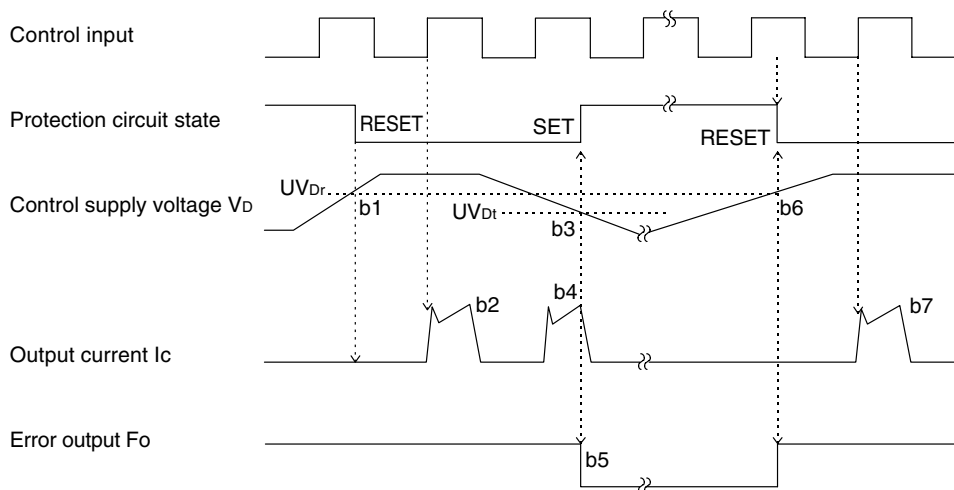 Control input
Protection circuit state
RESET
SET
RESET
UVDr
Control supply voltage VD
b1
UVDt
b3
b6
b2
b4
b7
Output current Ic
Error output Fo
b5